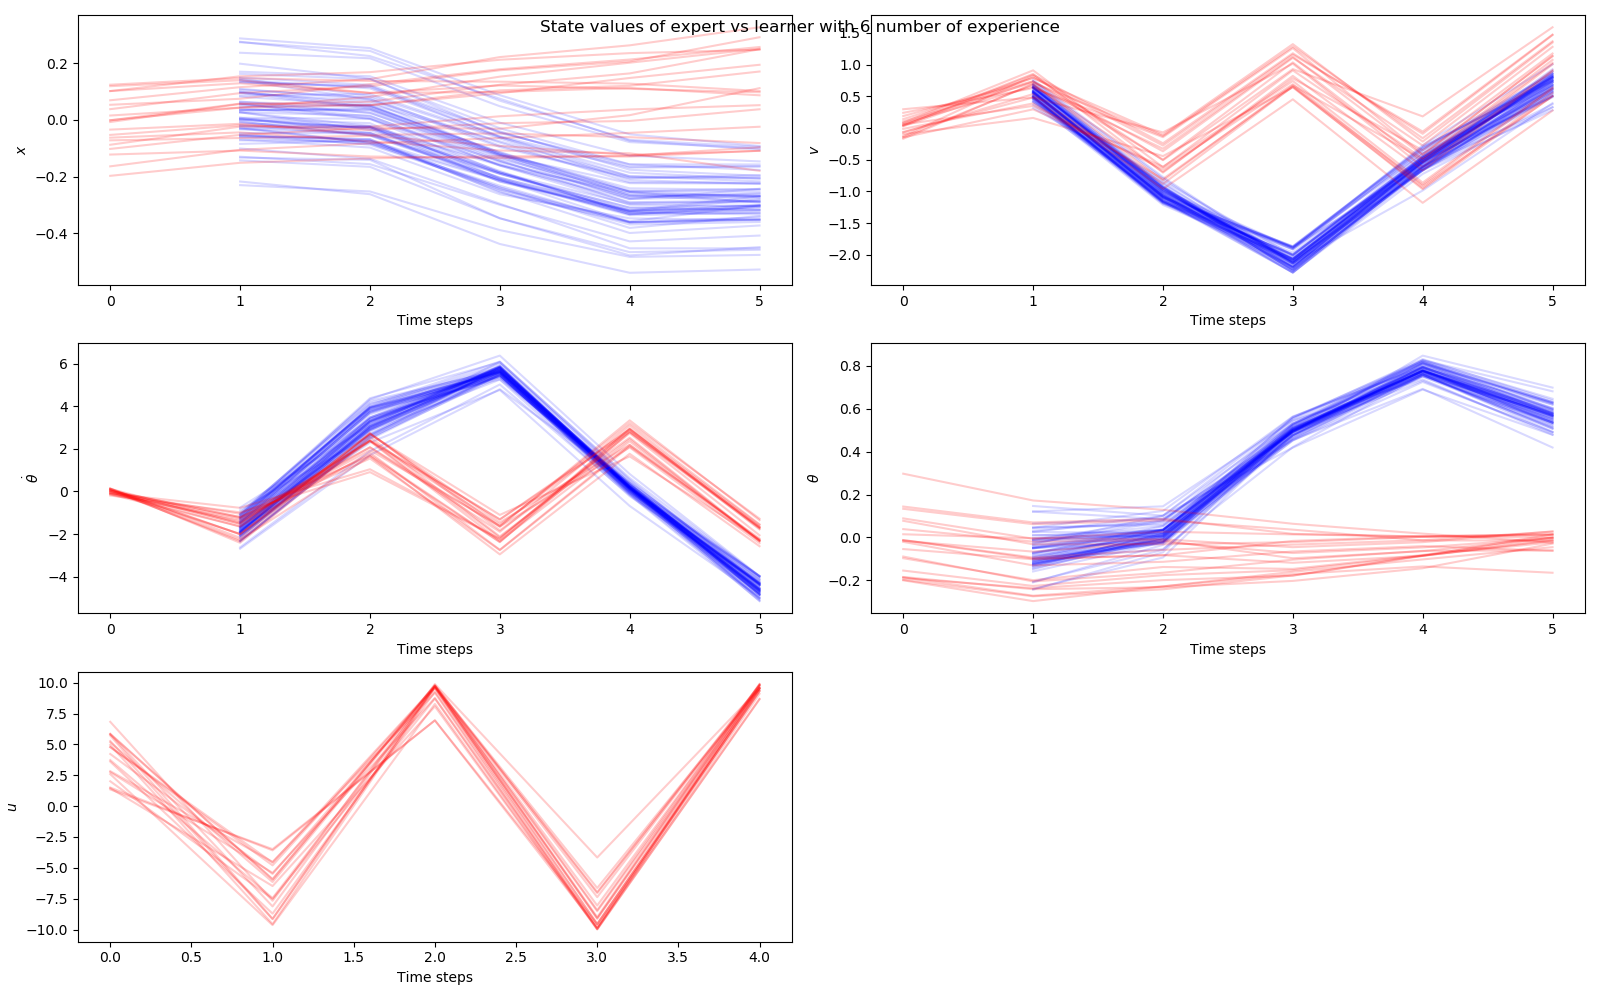 State values of expert vs learner with 6 number of experience
0.2
0.0
−0.2
−0.4
x
0 1 2 3 4 5
Time steps
1.5
1.0
0.5
0.0
−0.5
−1.0
−1.5
−2.0
v
0 1 2 3 4 5
Time steps
6
4
2
0
−2
−4
θ̇
0 1 2 3 4 5
Time steps
0.8
0.6
0.4
0.2
0.0
−0.2
θ
0 1 2 3 4 5
Time steps
10.0
7.5
5.0
2.5
0.0
−2.5
−5.0
−7.5
−10.0
u
0.0 0.5 1.0 1.5 2.0 2.5 3.0 3.5 4.0
Time steps